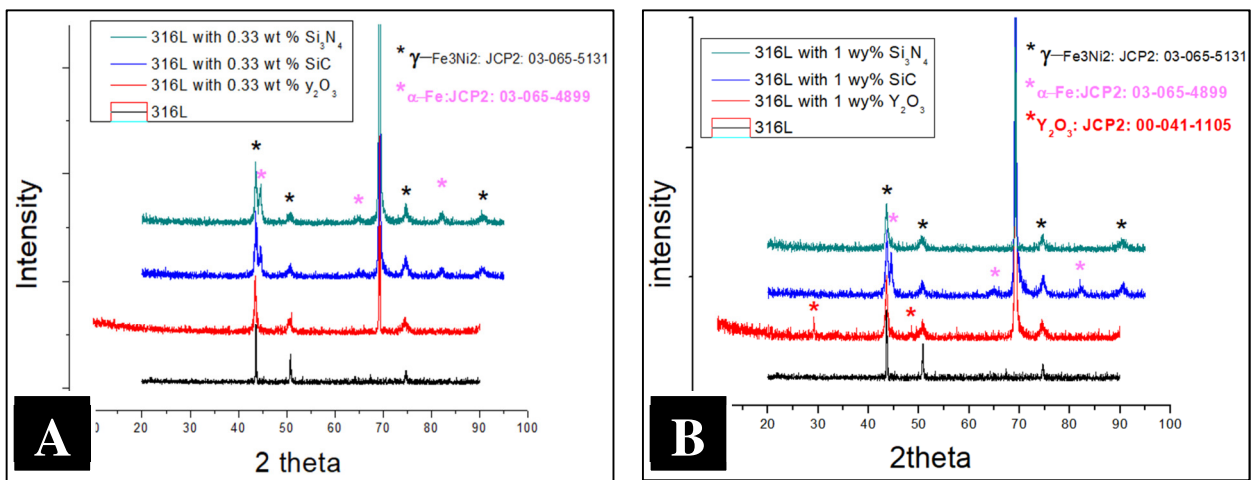 316L with 0.33 wt % Si₃N₄
316L with 0.33 wt % SiC
316L with 0.33 wt % y₂O₃
316L
* γ—Fe3Ni2: JCP2: 03-065-5131
* α-Fe:JCP2: 03-065-4899
* * * * * * *
Intensity
0 20 30 40 50 60 70 80 90 100
2 theta
A
316L with 1 wy% Si₃N₄
316L with 1 wy% SiC
316L with 1 wy% Y₂O₃
316L
* γ—Fe3Ni2: JCP2: 03-065-5131
* α-Fe:JCP2: 03-065-4899
* Y₂O₃: JCP2: 00-041-1105
* * * * * * * * *
intensity
20 30 40 50 60 70 80 90 100
2theta
B